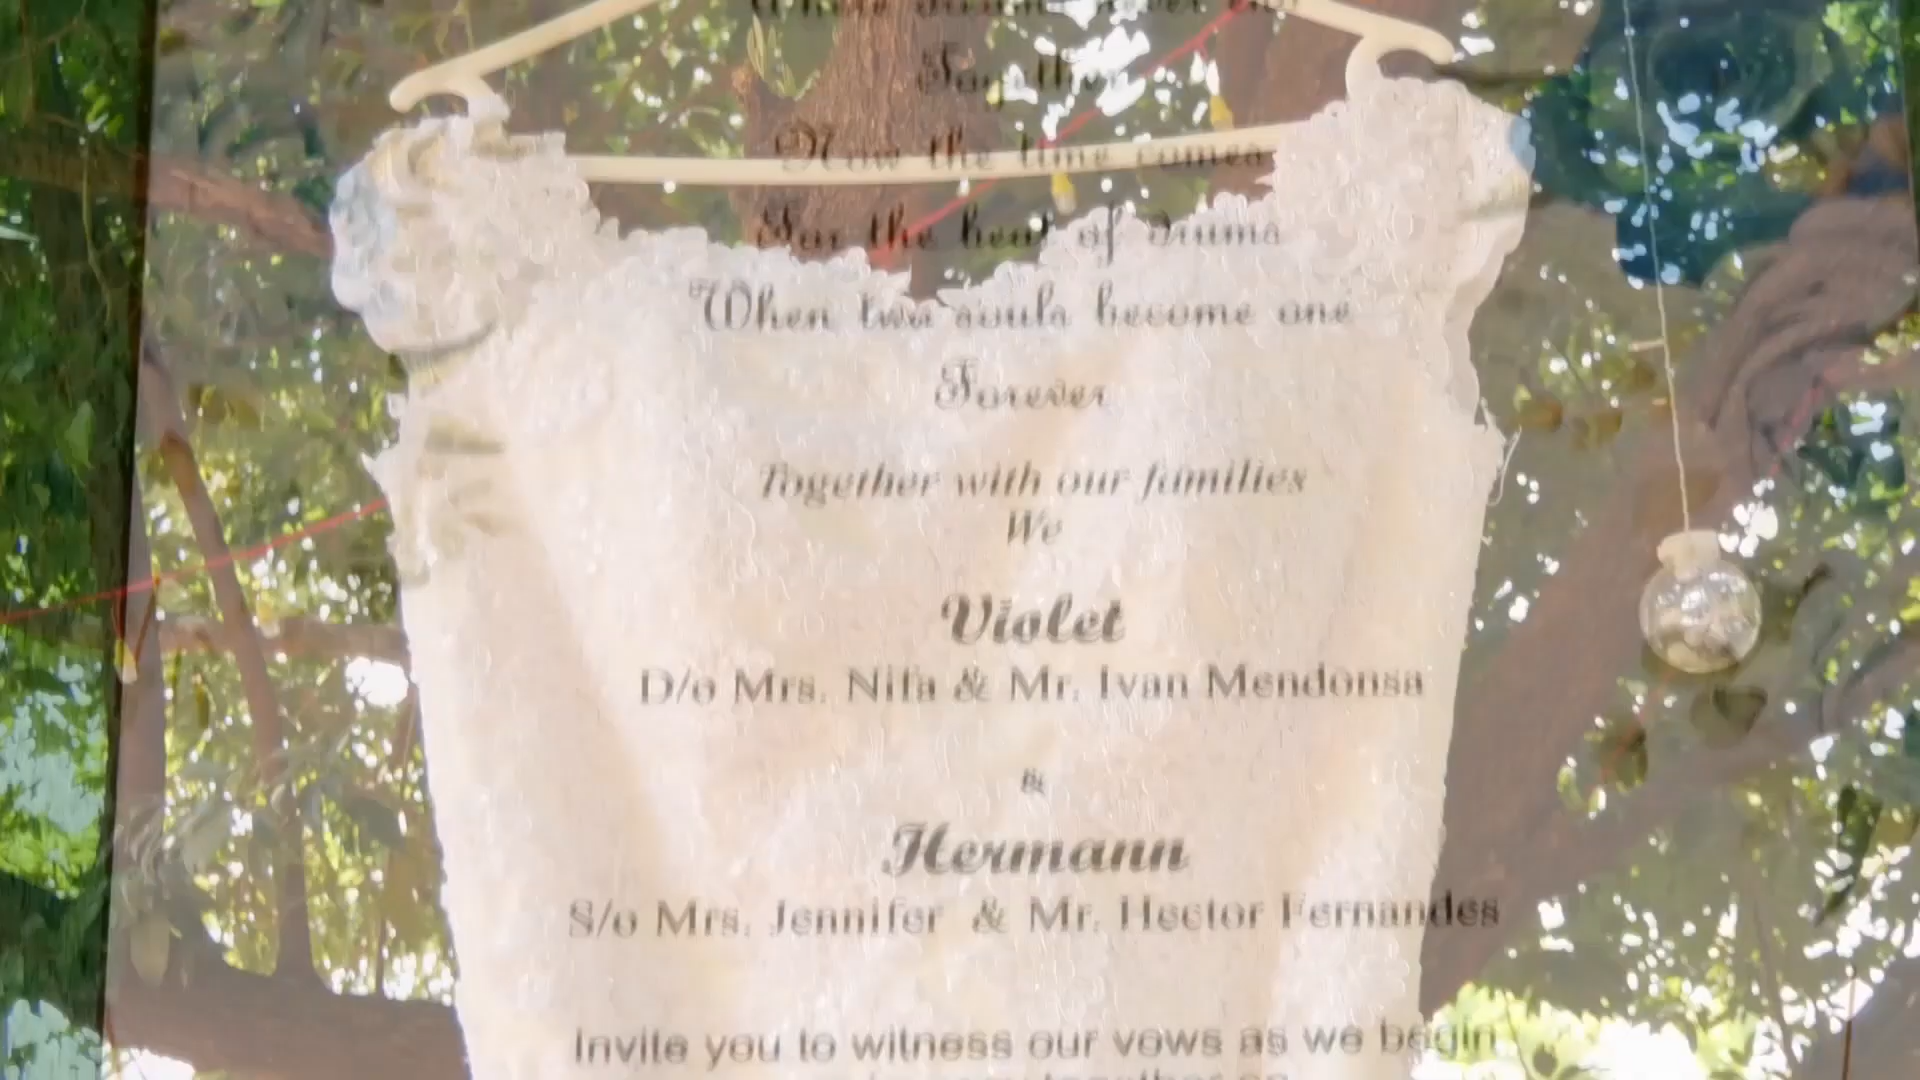 Together
Now the time comes
For the beat of drums
When two souls become one
Forever
Together with our families
We
Violet
D/o Mrs. Nifa & Mr. Ivan Mendonsa
&
Hermann
S/o Mrs. Jennifer & Mr. Hector Fernandes
Invite you to witness our vows as we begin